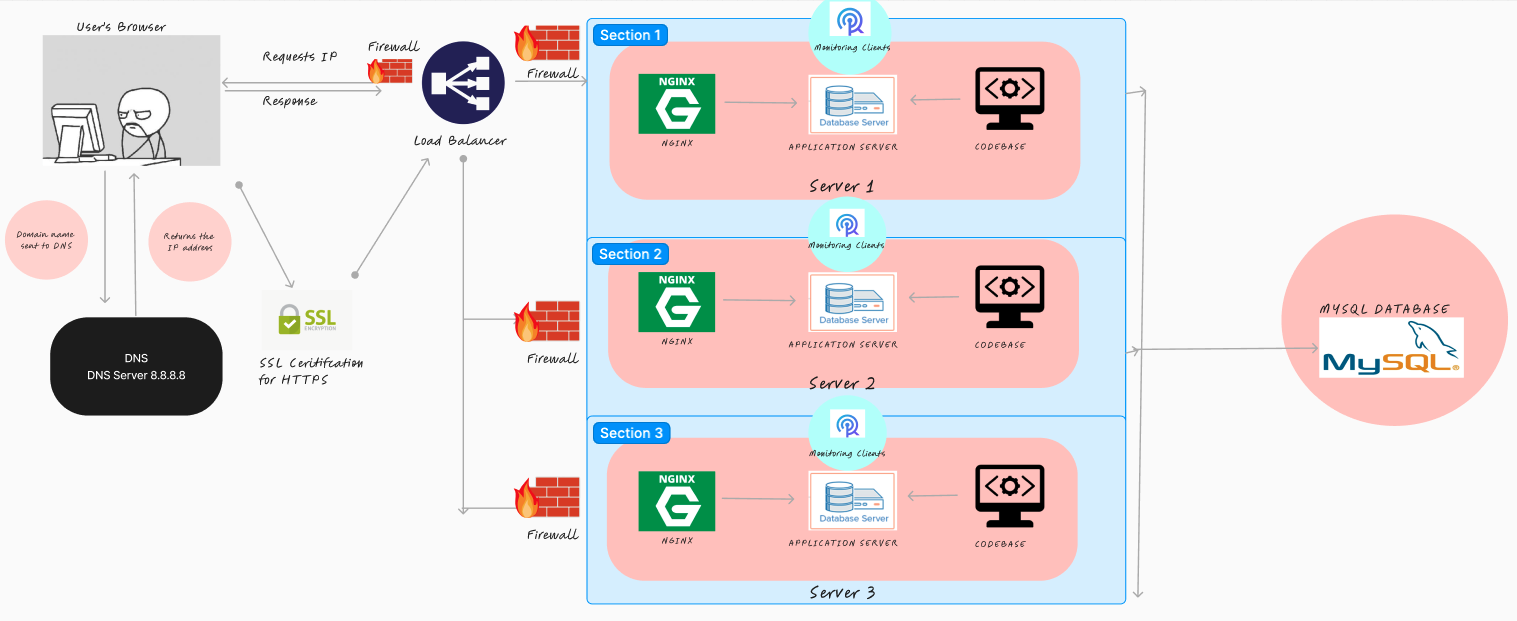 User's Browser
Requests IP
Response
Firewall
Load Balancer
Firewall
Domain name
sent to DNS
Returns the
IP address
DNS
DNS Server 8.8.8.8
SSL
ENCRYPTION
SSL Ceritifcation
for HTTPS
Firewall
Firewall
Section 1
Monitoring Clients
NGINX
NGINX
Database Server
APPLICATION SERVER
CODEBASE
Server 1
Section 2
Monitoring Clients
NGINX
NGINX
Database Server
APPLICATION SERVER
CODEBASE
Server 2
Section 3
Monitoring Clients
NGINX
NGINX
Database Server
APPLICATION SERVER
CODEBASE
Server 3
MYSQL DATABASE
MySQL®